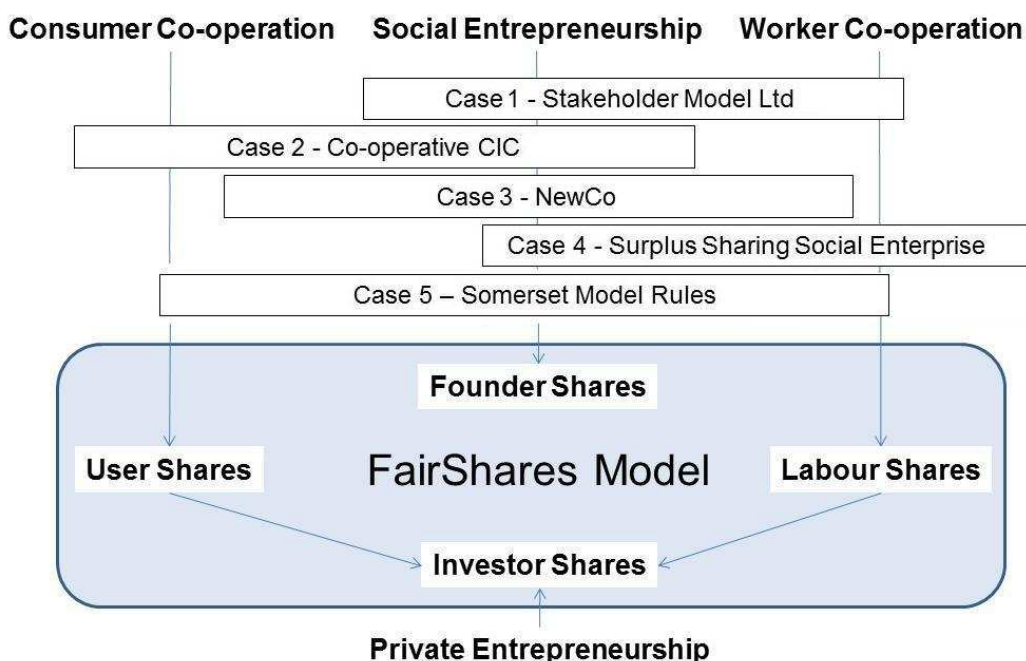 Consumer Co-operation
Social Entrepreneurship
Worker Co-operation
Case 1 - Stakeholder Model Ltd
Case 2 - Co-operative CIC
Case 3 - NewCo
Case 4 - Surplus Sharing Social Enterprise
Case 5 – Somerset Model Rules
Founder Shares
User Shares
FairShares Model
Labour Shares
Investor Shares
Private Entrepreneurship